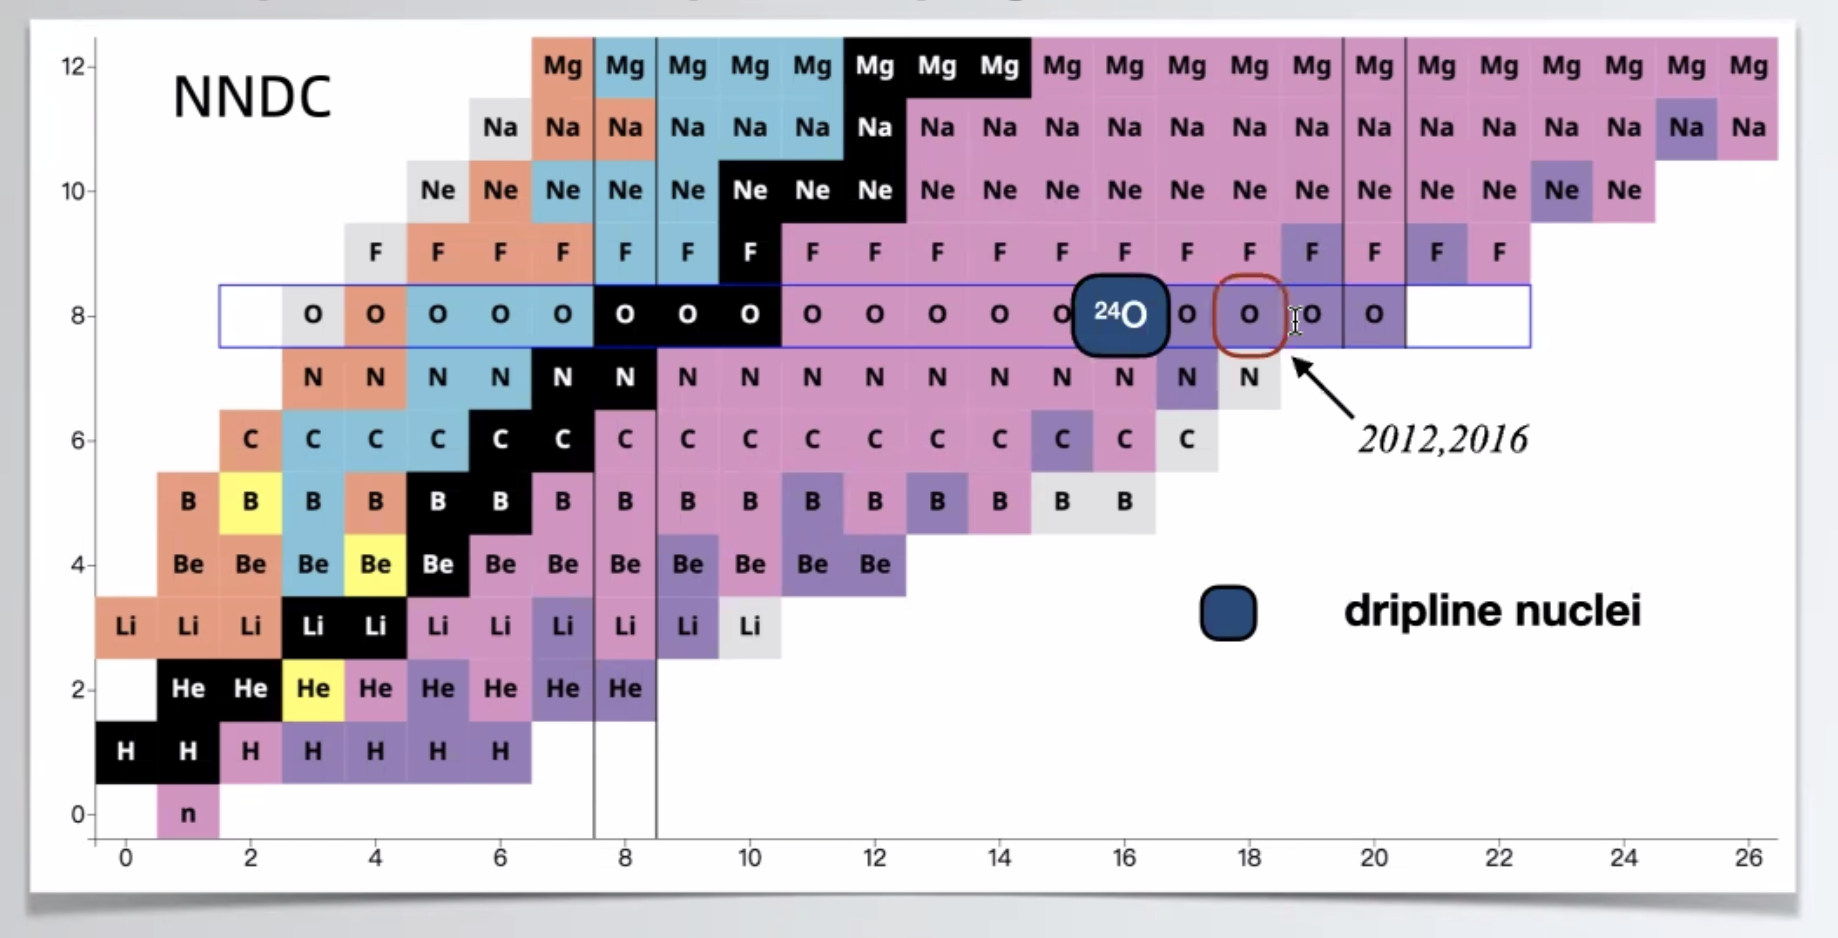 NNDC
12 Mg Mg Mg Mg Mg Mg Mg Mg Mg Mg Mg Mg Mg Mg Mg Mg Mg Mg Mg Mg
Na Na Na Na Na Na Na Na Na Na Na Na Na Na Na Na Na Na Na Na Na
10 Ne Ne Ne Ne Ne Ne Ne Ne Ne Ne Ne Ne Ne Ne Ne Ne Ne Ne Ne Ne
F F F F F F F F F F F F F F F F F F F
8 O O O O O O O O O O O O O ²⁴O O O O O
N N N N N N N N N N N N N N N N
2012,2016
6 C C C C C C C C C C C C C C C C
B B B B B B B B B B B B B B B B
4 Be Be Be Be Be Be Be Be Be Be Be Be
dripline nuclei
Li Li Li Li Li Li Li Li Li Li Li
2 He He He He He He He He
H H H H H H H
0 n
0 2 4 6 8 10 12 14 16 18 20 22 24 26